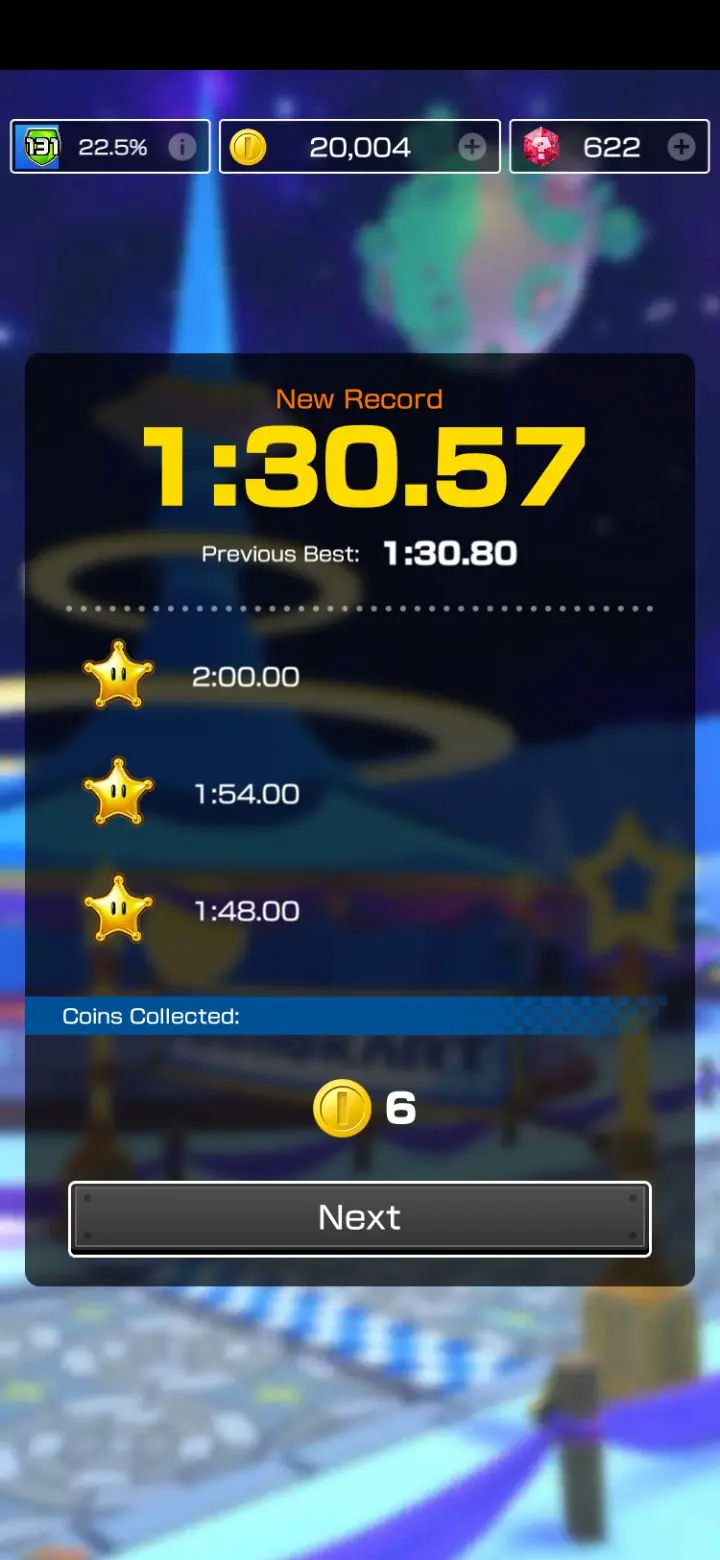 131 22.5% i 20,004 + ? 622 +
New Record
1:30.57
Previous Best: 1:30.80
2:00.00
1:54.00
1:48.00
Coins Collected:
6
Next